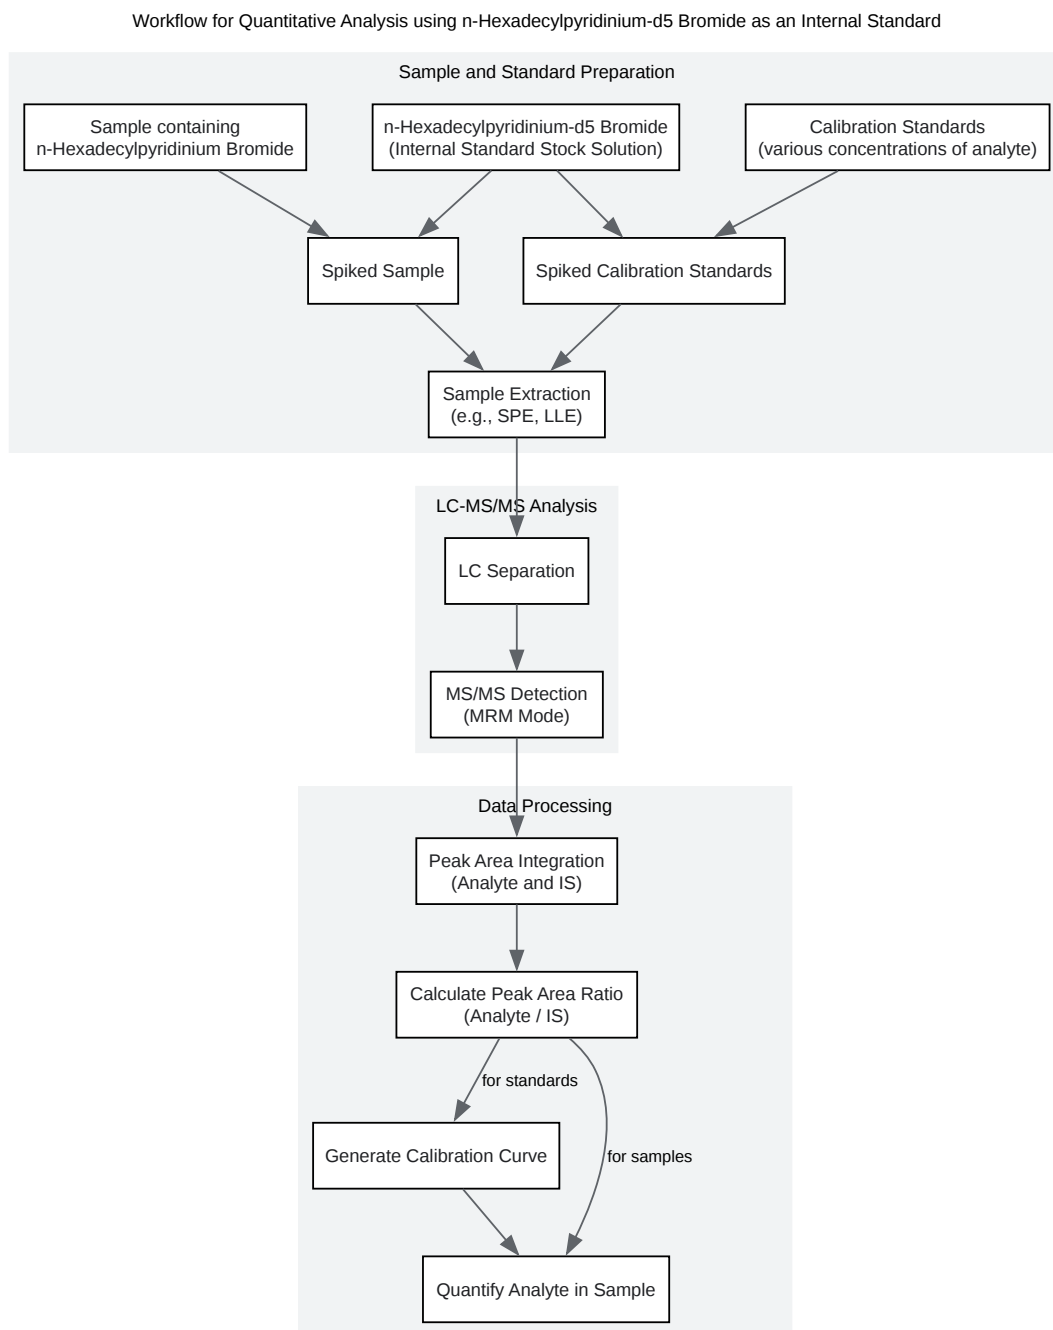 Workflow for Quantitative Analysis using n-Hexadecylpyridinium-d5 Bromide as an Internal Standard
Sample and Standard Preparation
Sample containing
n-Hexadecylpyridinium Bromide
n-Hexadecylpyridinium-d5 Bromide
(Internal Standard Stock Solution)
Calibration Standards
(various concentrations of analyte)
Spiked Sample
Spiked Calibration Standards
Sample Extraction
(e.g., SPE, LLE)
LC-MS/MS Analysis
LC Separation
MS/MS Detection
(MRM Mode)
Data Processing
Peak Area Integration
(Analyte and IS)
Calculate Peak Area Ratio
(Analyte / IS)
for standards
Generate Calibration Curve
for samples
Quantify Analyte in Sample